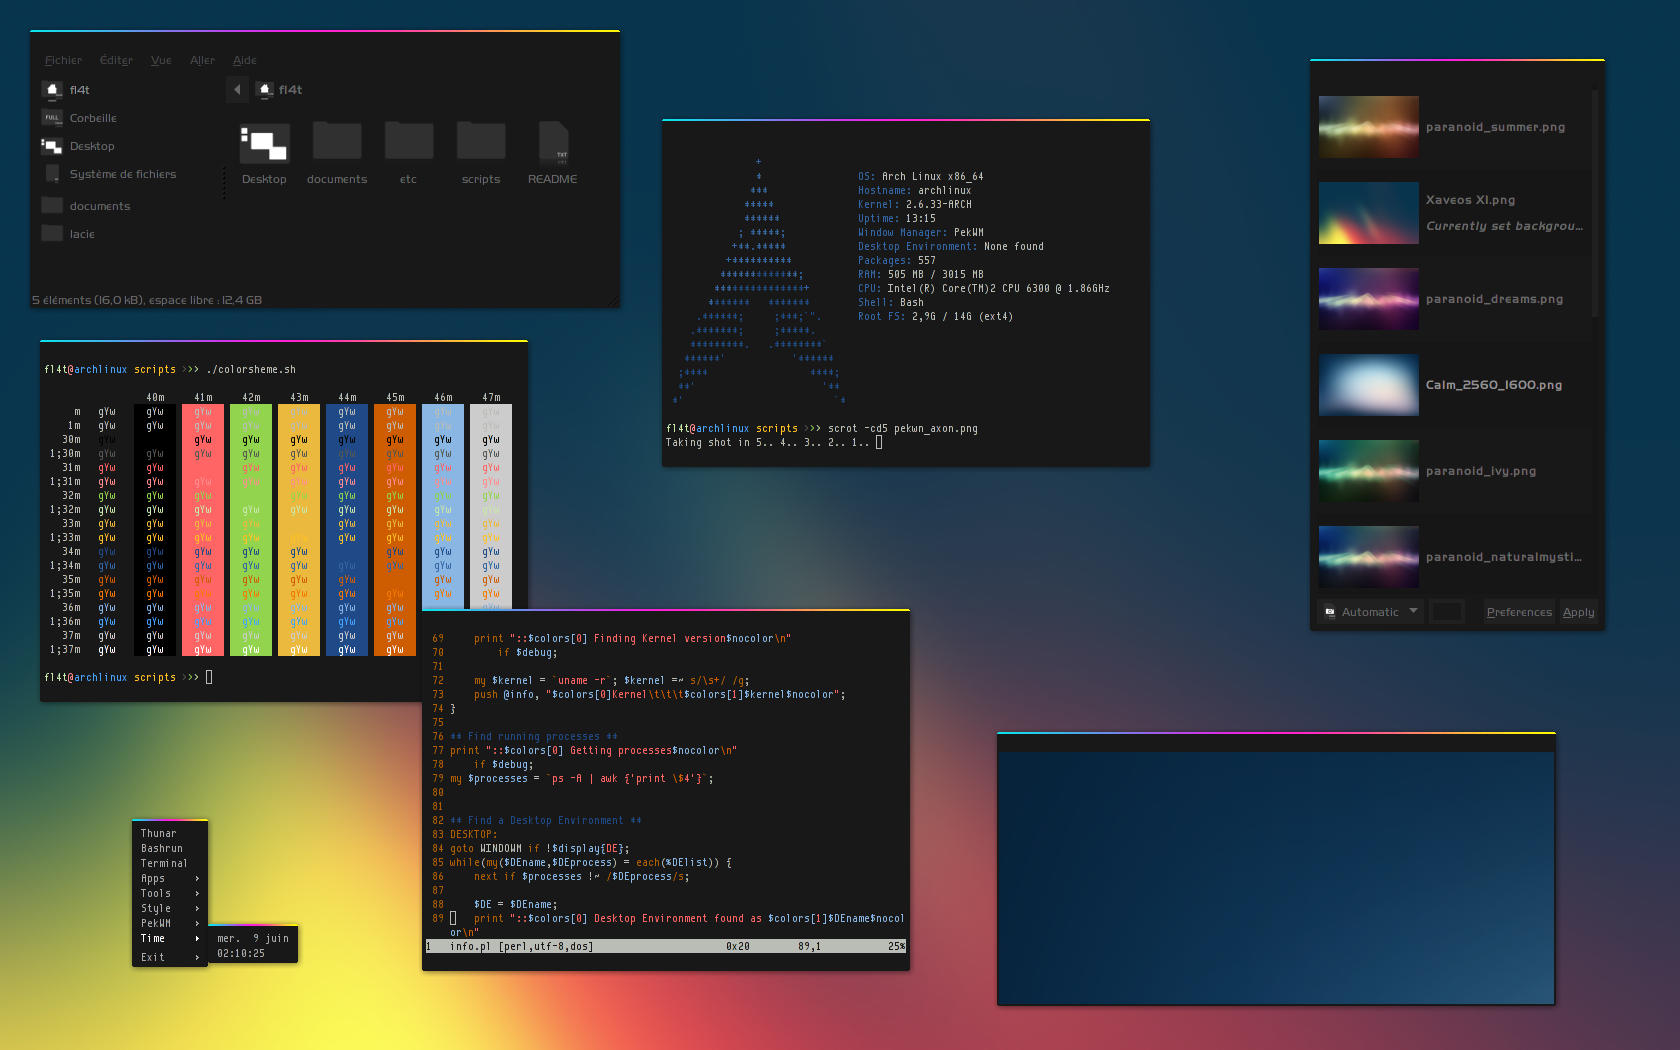 Fichier Éditer Vue Aller Aide
fl4t
Corbeille
Desktop
Système de fichiers
documents
lacie
fl4t
Desktop documents etc scripts README
5 éléments (16,0 kB), espace libre : 12,4 GB
OS: Arch Linux x86_64
Hostname: archlinux
Kernel: 2.6.33-ARCH
Uptime: 13:15
Window Manager: PekWM
Desktop Environment: None found
Packages: 557
RAM: 505 MB / 3015 MB
CPU: Intel(R) Core(TM)2 CPU 6300 @ 1.86GHz
Shell: Bash
Root FS: 2,9G / 14G (ext4)
fl4t@archlinux scripts >>> scrot -cd5 pekwn_axon.png
Taking shot in 5.. 4.. 3.. 2.. 1..
paranoid_summer.png
Xaveos XI.png
Currently set backgrou...
paranoid_dreams.png
Calm_2560_1600.png
paranoid_ivy.png
paranoid_naturalmysti...
Automatic Preferences Apply
fl4t@archlinux scripts >>> ./colorsheme.sh
40m 41m 42m 43m 44m 45m 46m 47m
m gYw gYw gYw gYw gYw gYw gYw gYw gYw
1m gYw gYw gYw gYw gYw gYw gYw gYw gYw
30m gYw gYw gYw gYw gYw gYw gYw gYw
1;30m gYw gYw gYw gYw gYw gYw gYw gYw gYw
31m gYw gYw gYw gYw gYw gYw gYw gYw
1;31m gYw gYw gYw gYw gYw gYw gYw gYw gYw
32m gYw gYw gYw gYw gYw gYw gYw gYw
1;32m gYw gYw gYw gYw gYw gYw gYw gYw gYw
33m gYw gYw gYw gYw gYw gYw gYw gYw
1;33m gYw gYw gYw gYw gYw gYw gYw gYw gYw
34m gYw gYw gYw gYw gYw gYw gYw gYw
1;34m gYw gYw gYw gYw gYw gYw gYw gYw gYw
35m gYw gYw gYw gYw gYw gYw gYw gYw
1;35m gYw gYw gYw gYw gYw gYw gYw gYw gYw
36m gYw gYw gYw gYw gYw gYw gYw
1;36m gYw gYw gYw gYw gYw gYw gYw
37m gYw gYw gYw gYw gYw gYw gYw
1;37m gYw gYw gYw gYw gYw gYw gYw
fl4t@archlinux scripts >>>
69 print "::$colors[0] Finding Kernel version$nocolor\n"
70 if $debug;
71
72 my $kernel = `uname -r`; $kernel =~ s/\s+/ /g;
73 push @info, "$colors[0]Kernel\t\t\t$colors[1]$kernel$nocolor";
74 }
75
76 ## Find running processes ##
77 print "::$colors[0] Getting processes$nocolor\n"
78 if $debug;
79 my $processes = `ps -A | awk {'print \$4'}`;
80
81
82 ## Find a Desktop Environment ##
83 DESKTOP:
84 goto WINDOWM if !$display{DE};
85 while(my($DEname,$DEprocess) = each(%DElist)) {
86 next if $processes !~ /$DEprocess/s;
87
88 $DE = $DEname;
89 print "::$colors[0] Desktop Environment found as $colors[1]$DEname$nocol
or\n"
1 info.pl [perl,utf-8,dos] 0x20 89,1 25%
Thunar
Bashrun
Terminal
Apps >
Tools >
Style >
PekWM >
Time >
Exit >
mer. 9 juin
02:10:25